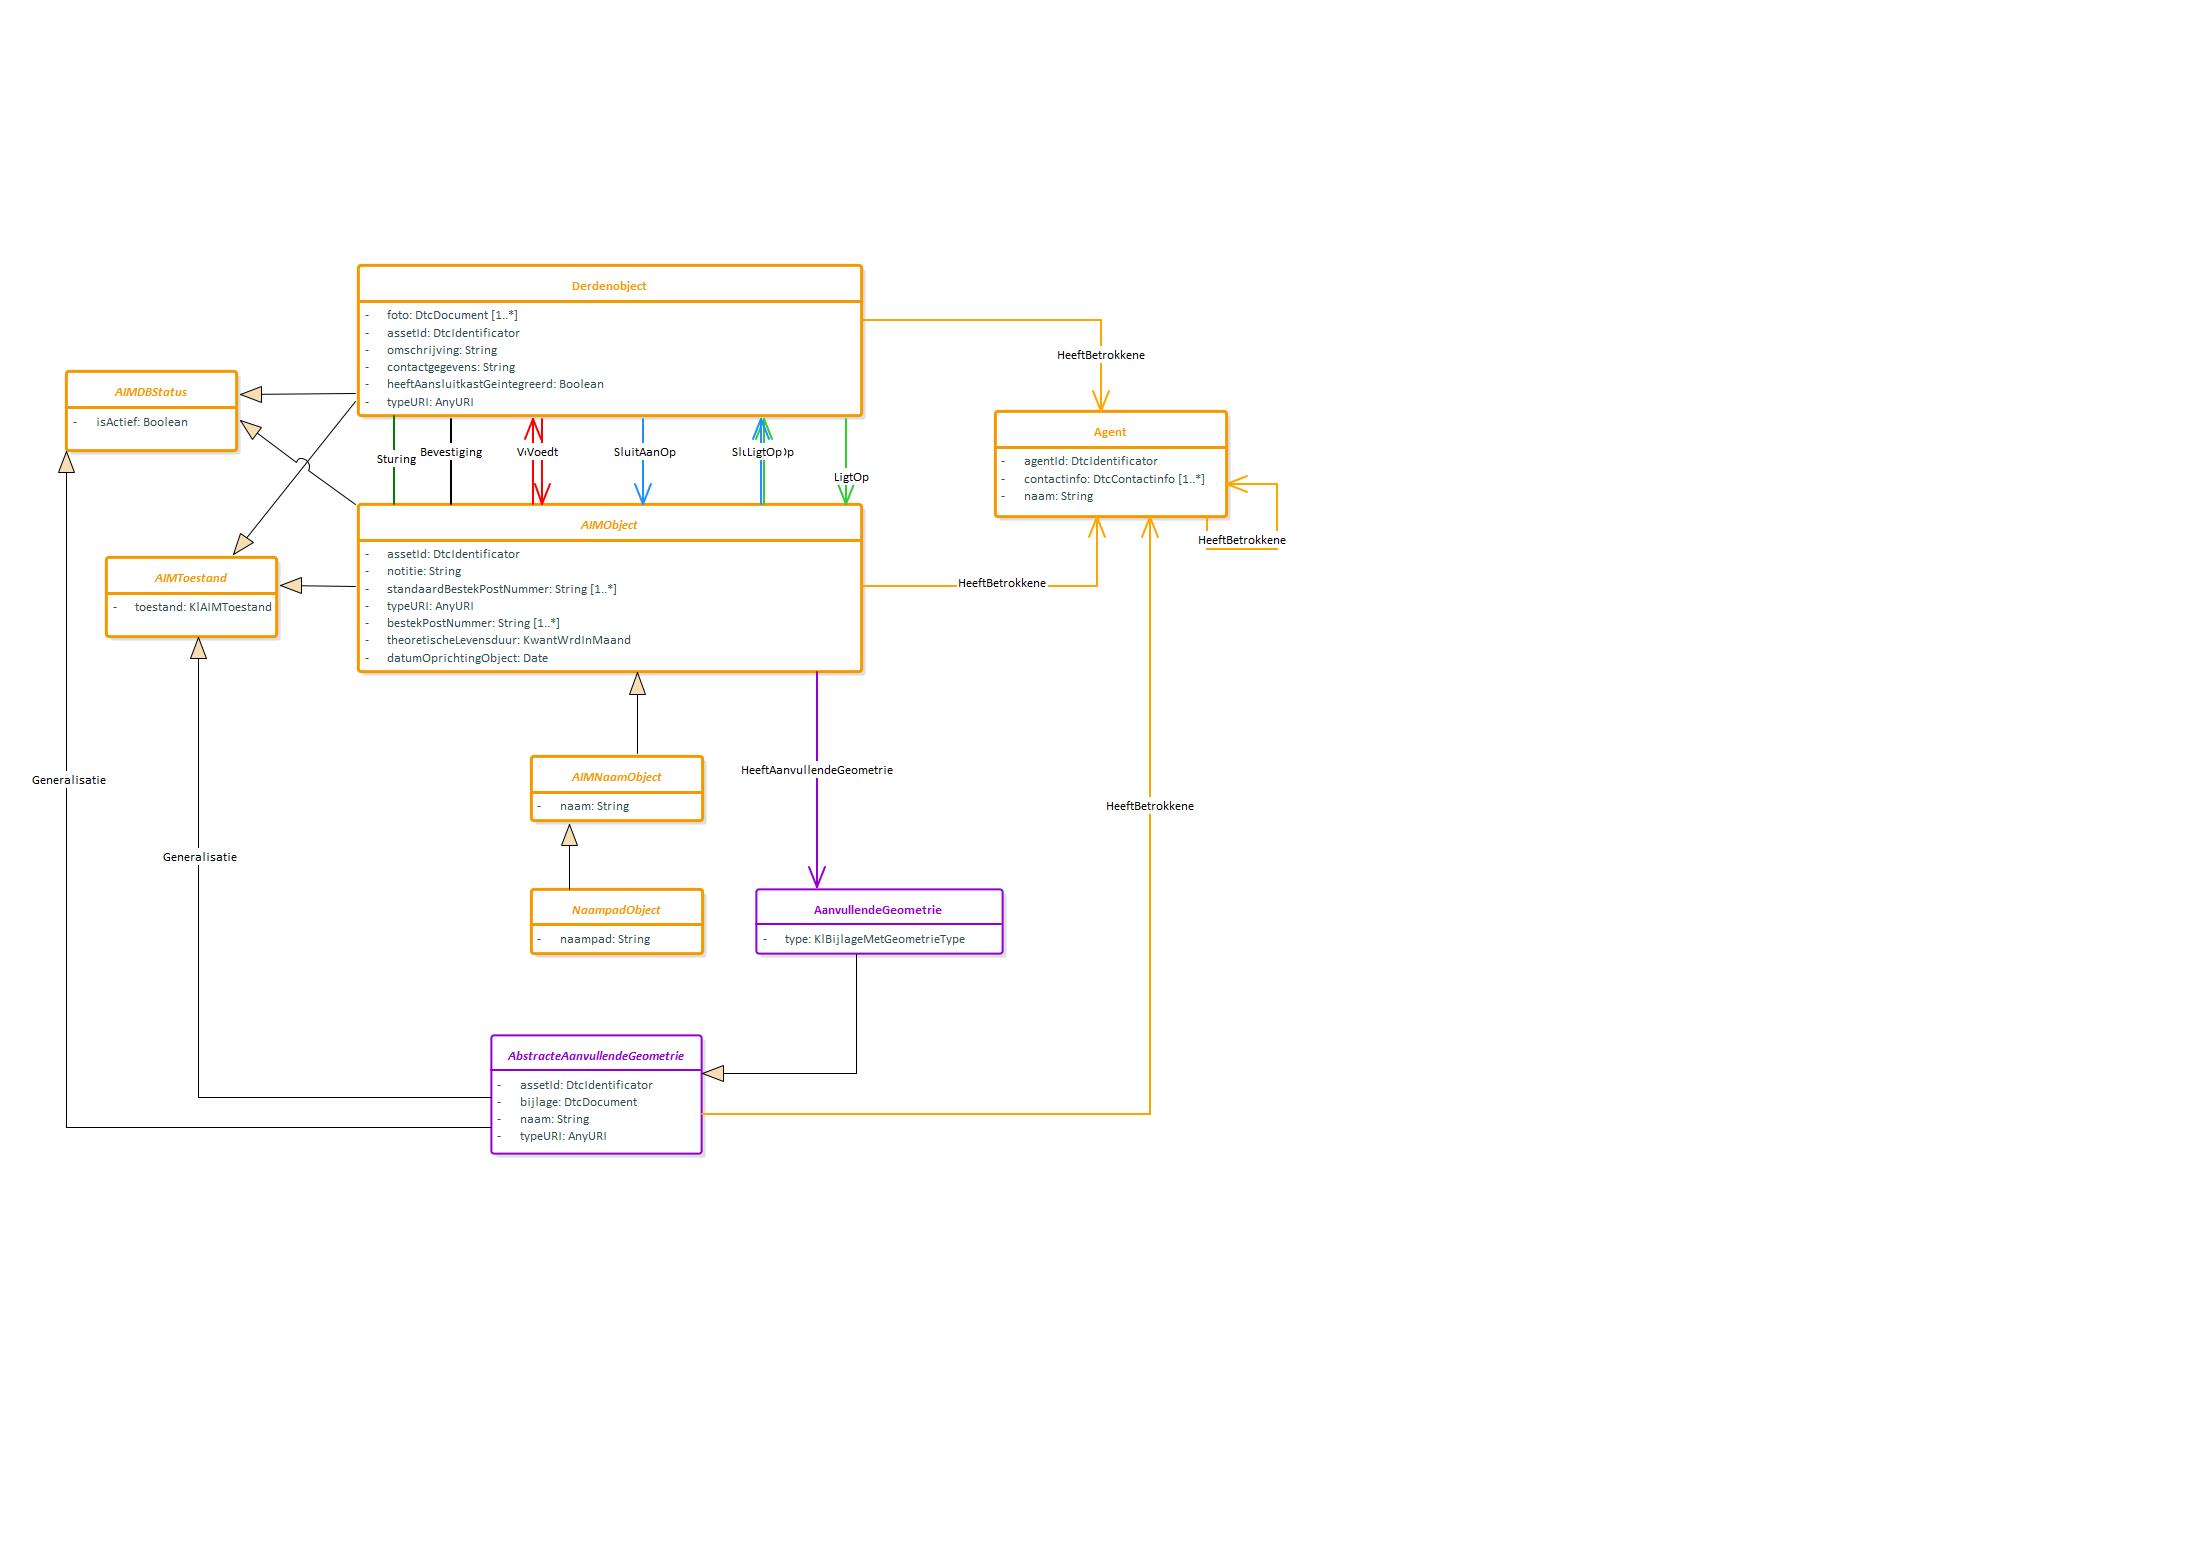 Derdenobject
- foto: DtcDocument [1..*]
- assetId: DtcIdentificator
- omschrijving: String
- contactgegevens: String
- heeftAansluitkastGeintegreerd: Boolean
- typeURI: AnyURI
HeeftBetrokkene
AIMDBStatus
- isActief: Boolean
Agent
- agentId: DtcIdentificator
- contactinfo: DtcContactinfo [1..*]
- naam: String
Sturing
Bevestiging
Voedt
SluitAanOp
LigtOp
LigtOp
HeeftBetrokkene
AIMObject
- assetId: DtcIdentificator
- notitie: String
- standaardBestekPostNummer: String [1..*]
- typeURI: AnyURI
- bestekPostNummer: String [1..*]
- theoretischeLevensduur: KwantWrdInMaand
- datumOprichtingObject: Date
AIMToestand
- toestand: KlAIMToestand
HeeftBetrokkene
Generalisatie
AIMNaamObject
- naam: String
HeeftAanvullendeGeometrie
HeeftBetrokkene
Generalisatie
NaampadObject
- naampad: String
AanvullendeGeometrie
- type: KlBijlageMetGeometrieType
AbstracteAanvullendeGeometrie
- assetId: DtcIdentificator
- bijlage: DtcDocument
- naam: String
- typeURI: AnyURI